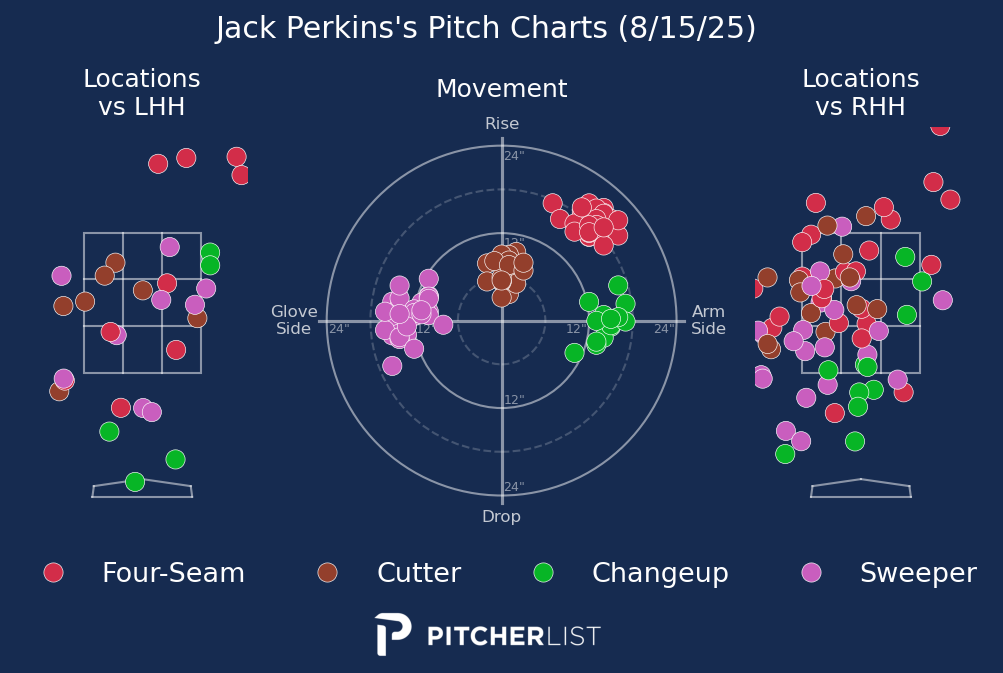 Jack Perkins's Pitch Charts (8/15/25)
Locations
vs LHH
Movement
Locations
vs RHH
Rise
24"
12"
Glove
Side
24"
12"
12"
24"
Arm
Side
12"
24"
Drop
Four-Seam
Cutter
Changeup
Sweeper
PITCHERLIST